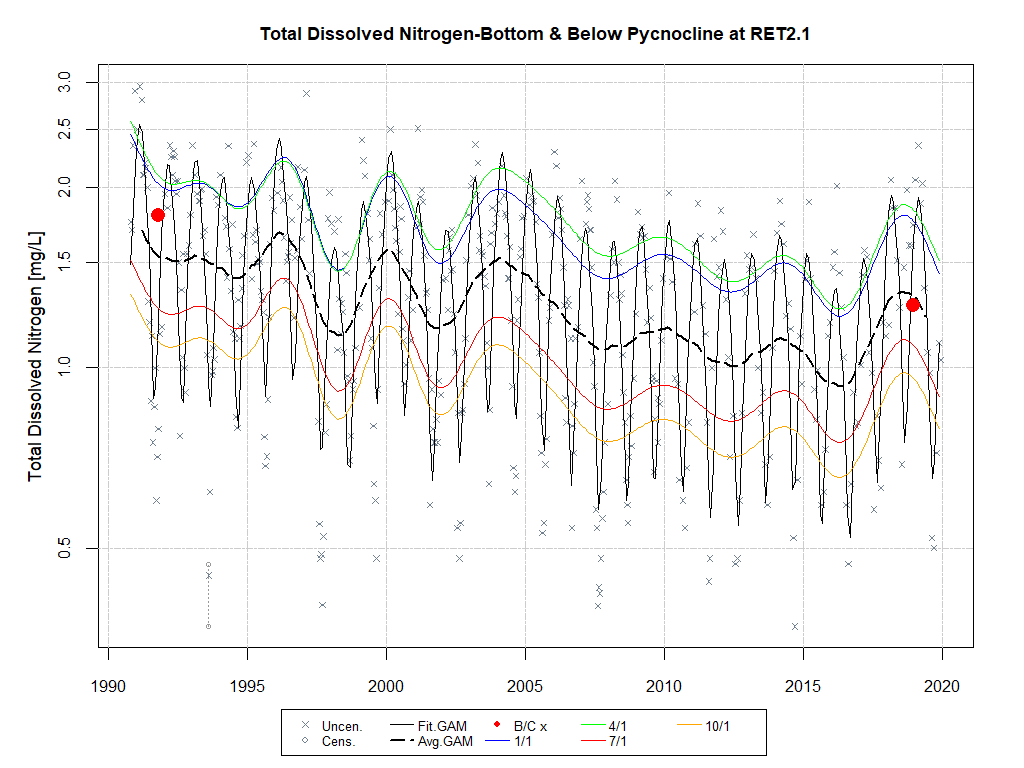 Total Dissolved Nitrogen-Bottom & Below Pycnocline at RET2.1
Total Dissolved Nitrogen [mg/L]
3.0
2.5
2.0
1.5
1.0
0.5
1990 1995 2000 2005 2010 2015 2020
Uncen. Fit.GAM B/C x 4/1 10/1
Cens. Avg.GAM 1/1 7/1